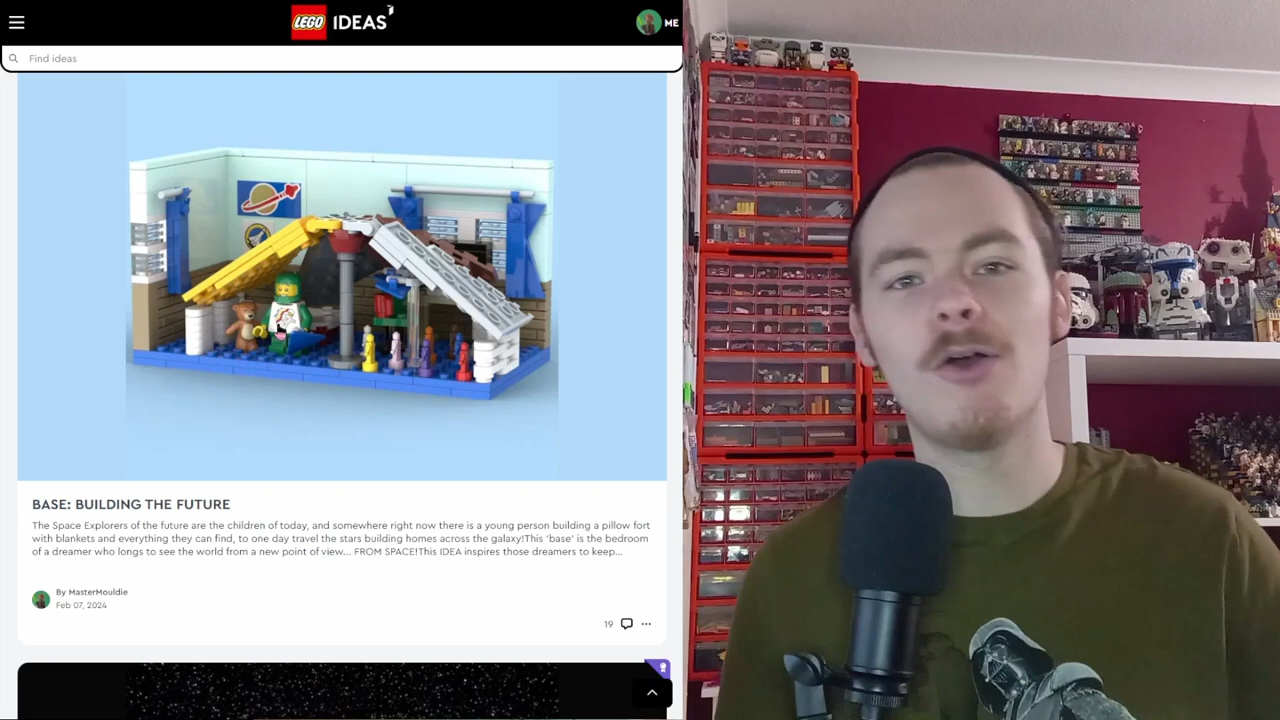 LEGO IDEAS
ME
Find ideas
BASE: BUILDING THE FUTURE
The Space Explorers of the future are the children of today, and somewhere right now there is a young person building a pillow fort
with blankets and everything they can find, to one day travel the stars building homes across the galaxy!This 'base' is the bedroom
of a dreamer who longs to see the world from a new point of view... FROM SPACE!This IDEA inspires those dreamers to keep...
By MasterMouldie
Feb 07, 2024
19